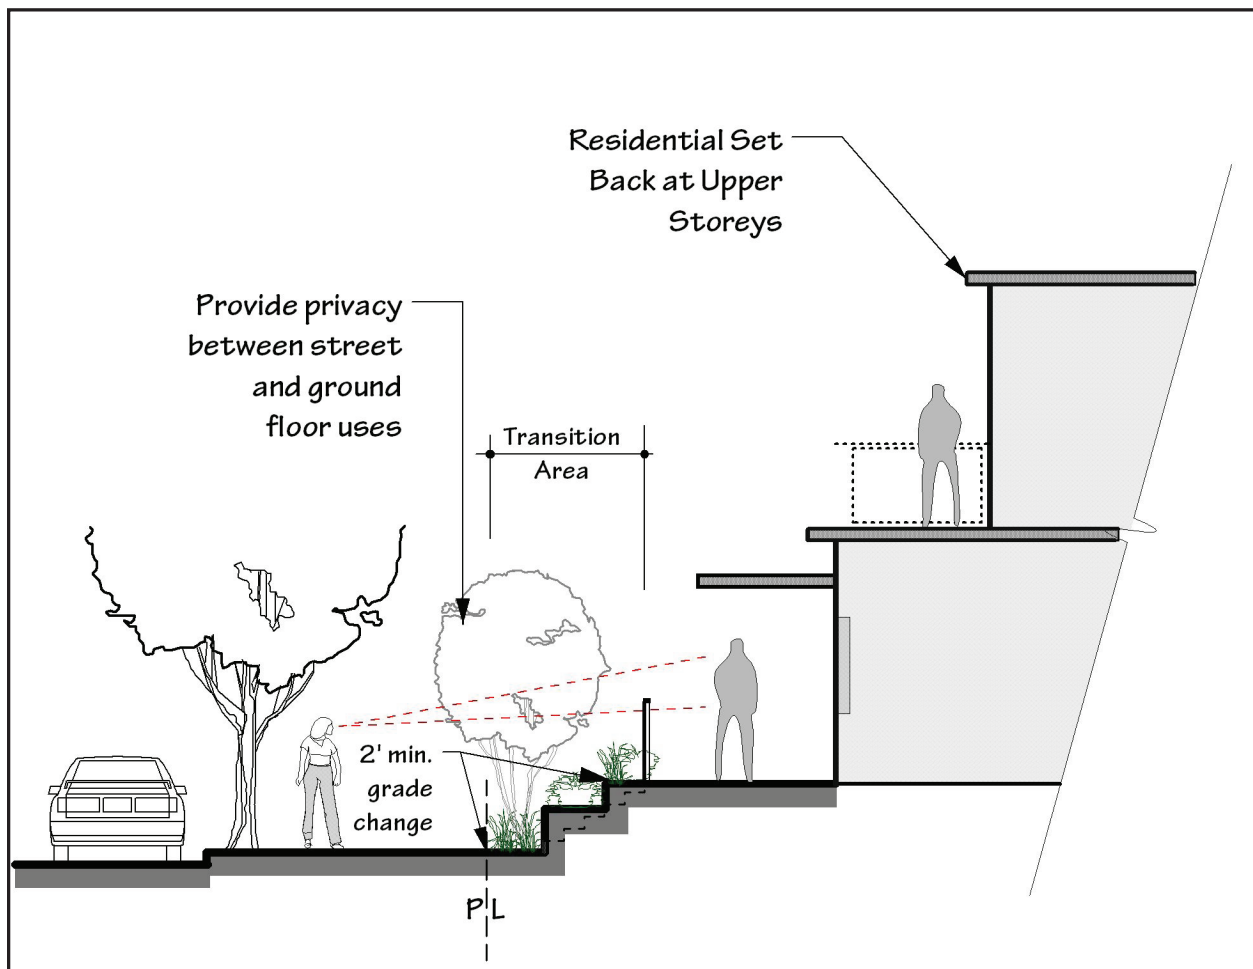 Residential Set
Back at Upper
Storeys
Provide privacy
between street
and ground
floor uses
Transition
Area
2' min.
grade
change
PL